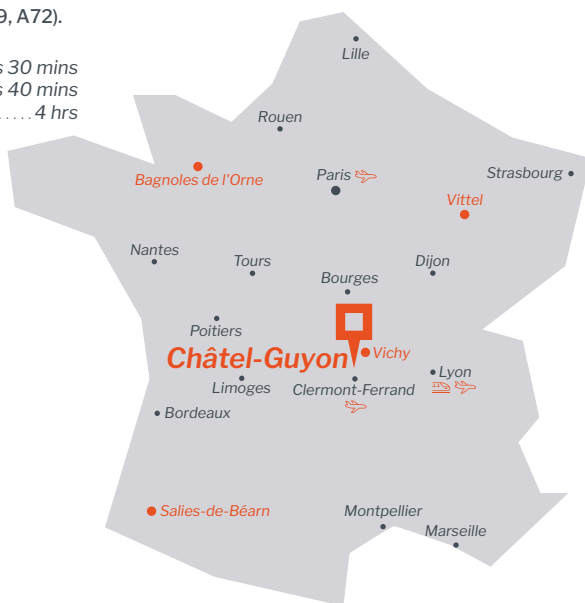 9, A72).
s 30 mins
s 40 mins
.....4 hrs
Lille
Rouen
Bagnoles de l'Orne
Paris
Strasbourg
Vittel
Nantes
Tours
Dijon
Bourges
Poitiers
Châtel-Guyon
Vichy
Lyon
Limoges
Clermont-Ferrand
Bordeaux
Salies-de-Béarn
Montpellier
Marseille